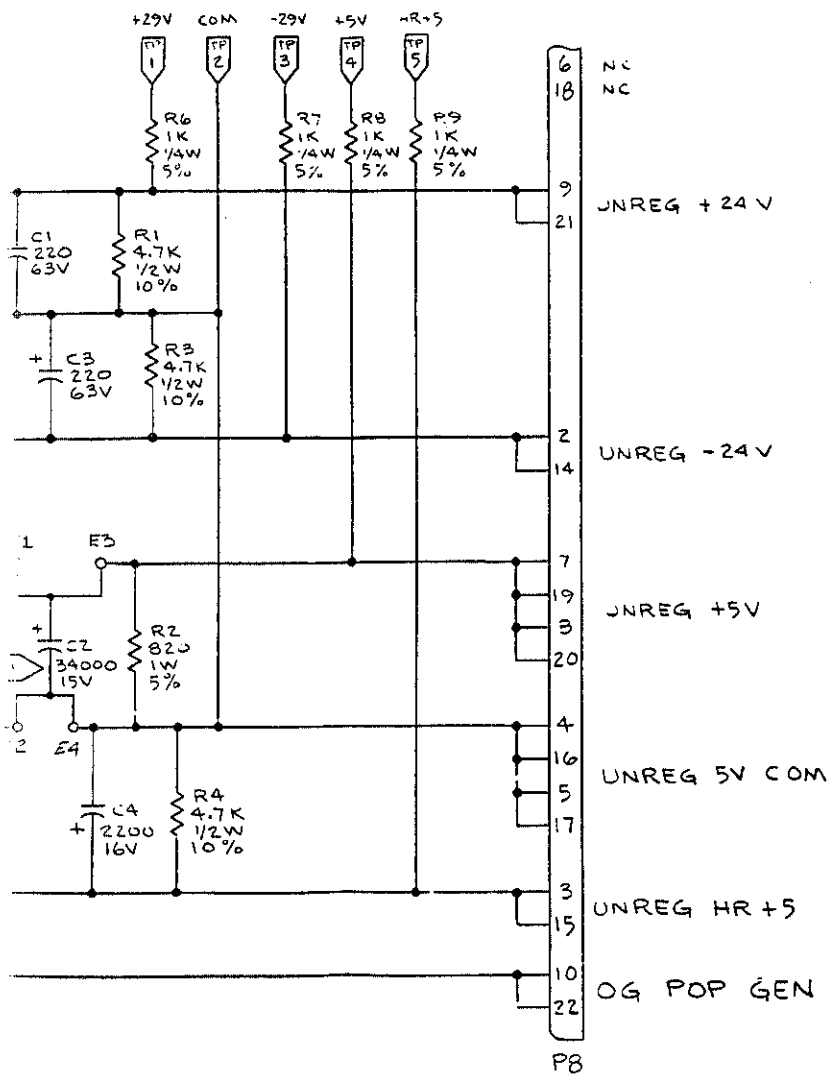 +29V
COM
-29V
+5V
HR+5
TP
1
TP
2
TP
3
TP
4
TP
5
6 NC
18 NC
R6
1K
1/4W
5%
R7
1K
1/4W
5%
R8
1K
1/4W
5%
R9
1K
1/4W
5%
9
21
UNREG +24V
C1
220
63V
R1
4.7K
1/2W
10%
+
C3
220
63V
R3
4.7K
1/2W
10%
2
14
UNREG -24V
1
E3
7
19
3
20
UNREG +5V
+
C2
34000
15V
R2
820
1W
5%
2
E4
4
16
5
17
UNREG 5V COM
C4
+
2200
16V
R4
4.7K
1/2W
10%
3
15
UNREG HR +5
10
22
OG POP GEN
P8